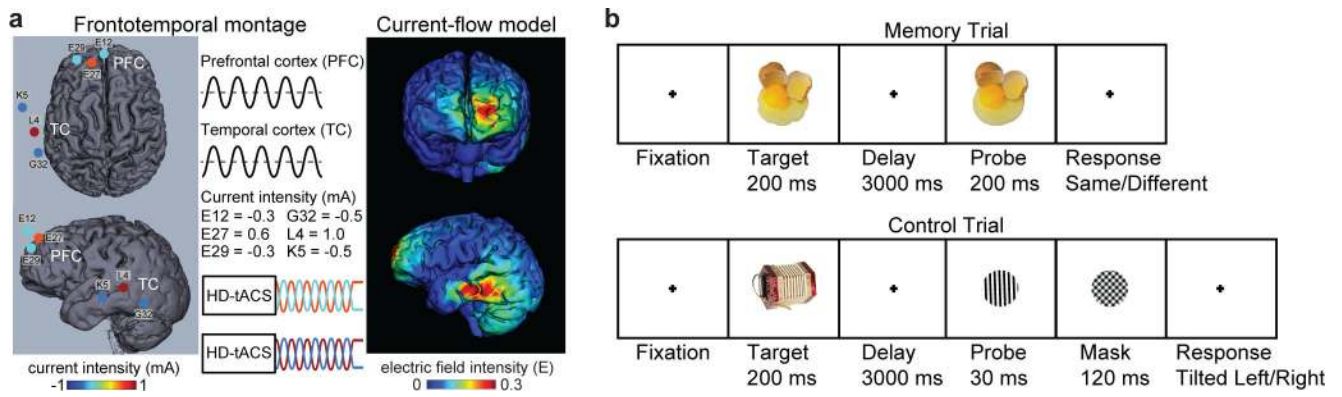 a
Frontotemporal montage
Current-flow model
E29 E12
E27
PFC
K5
L4
TC
G32
Prefrontal cortex (PFC)
Temporal cortex (TC)
Current intensity (mA)
E12 = -0.3 G32 = -0.5
E27 = 0.6 L4 = 1.0
E29 = -0.3 K5 = -0.5
E12
E27
E29
PFC
L4
K5
TC
G32
HD-tACS
HD-tACS
current intensity (mA)
-1 1
electric field intensity (E)
0 0.3
b
Memory Trial
Fixation Target Delay Probe Response
200 ms 3000 ms 200 ms Same/Different
Control Trial
Fixation Target Delay Probe Mask Response
200 ms 3000 ms 30 ms 120 ms Tilted Left/Right